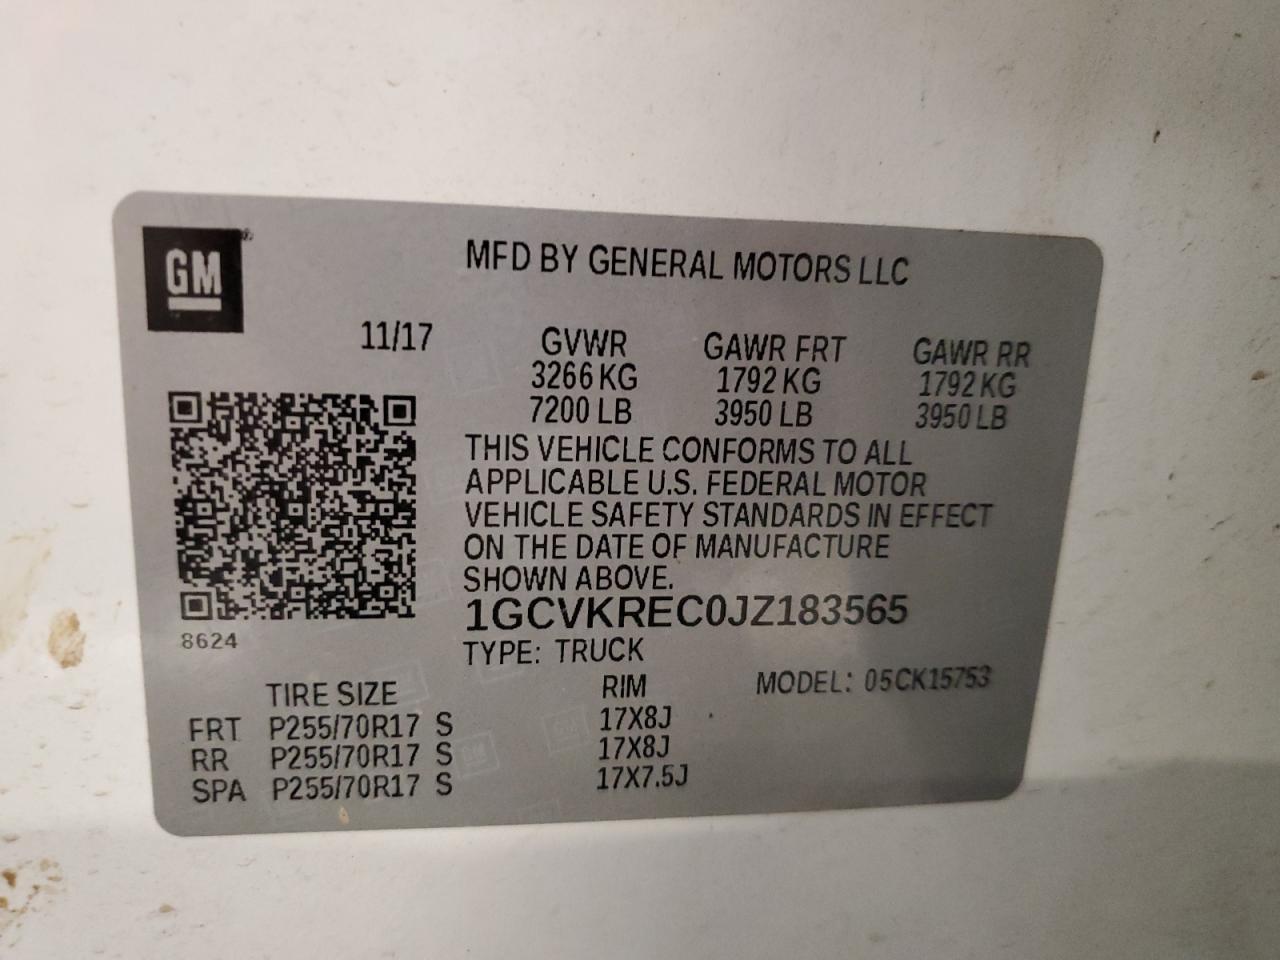 GM
MFD BY GENERAL MOTORS LLC
11/17 GVWR GAWR FRT GAWR RR
3266 KG 1792 KG 1792 KG
7200 LB 3950 LB 3950 LB
THIS VEHICLE CONFORMS TO ALL
APPLICABLE U.S. FEDERAL MOTOR
VEHICLE SAFETY STANDARDS IN EFFECT
ON THE DATE OF MANUFACTURE
SHOWN ABOVE.
1GCVKREC0JZ183565
8624
TYPE: TRUCK
TIRE SIZE RIM MODEL: 05CK15753
FRT P255/70R17 S 17X8J
RR P255/70R17 S 17X8J
SPA P255/70R17 S 17X7.5J